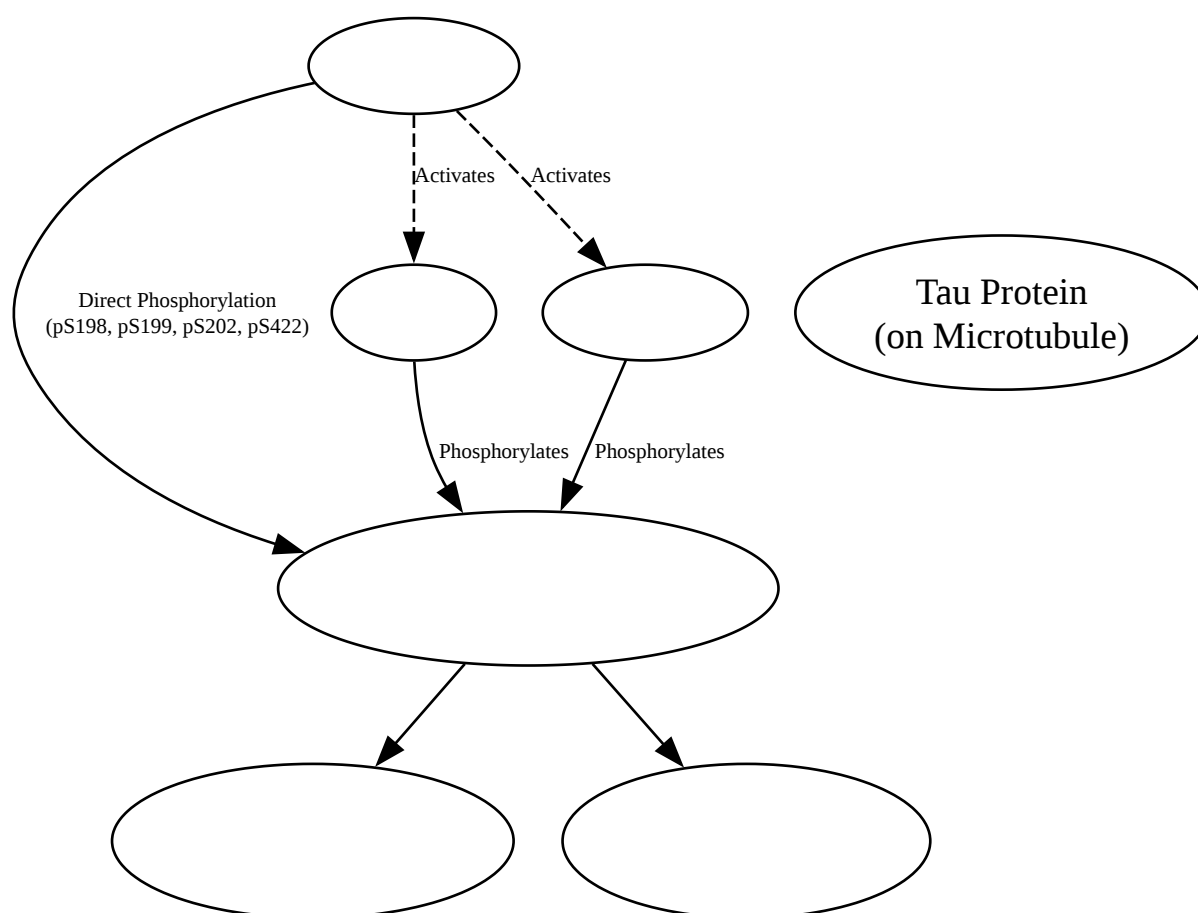 Activates
Activates
Direct Phosphorylation
(pS198, pS199, pS202, pS422)
Tau Protein
(on Microtubule)
Phosphorylates
Phosphorylates